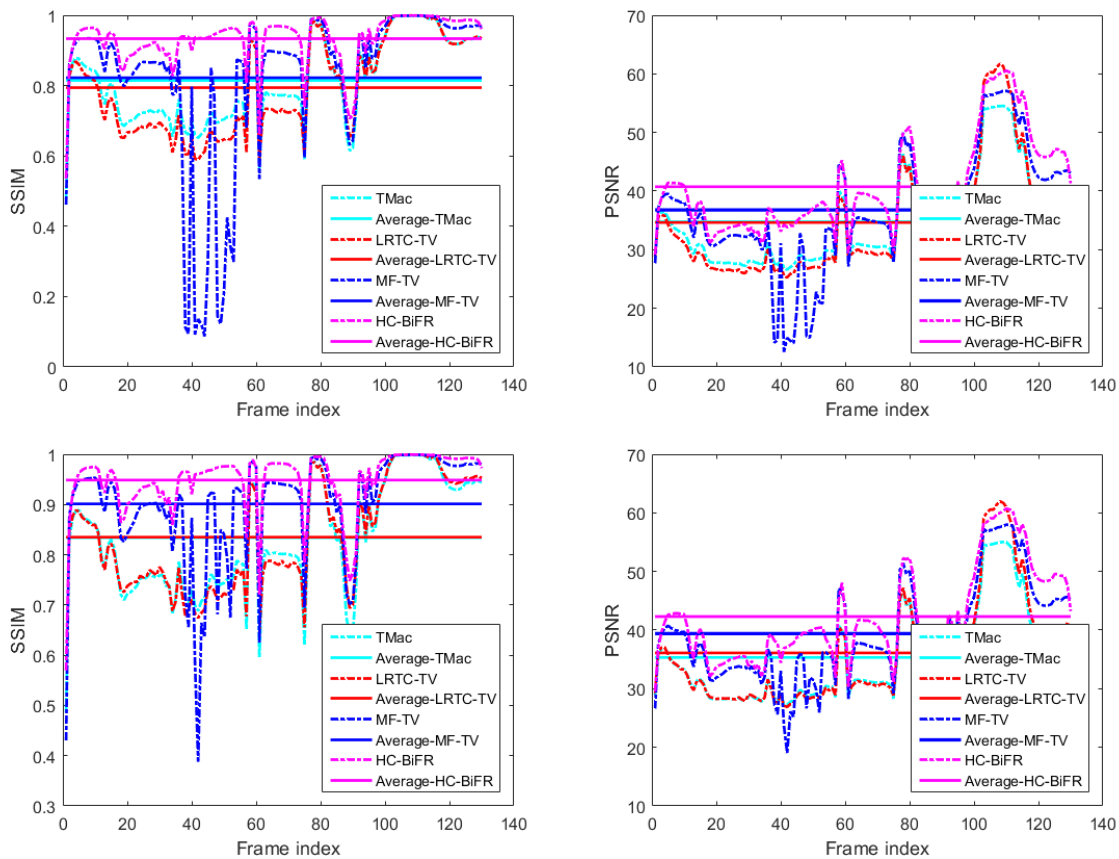 1
0.8
0.6
0.4
0.2
0
SSIM
0 20 40 60 80 100 120 140
Frame index
TMac
Average-TMac
LRTC-TV
Average-LRTC-TV
MF-TV
Average-MF-TV
HC-BiFR
Average-HC-BiFR
70
60
50
40
30
20
10
PSNR
0 20 40 60 80 100 120 140
Frame index
TMac
Average-TMac
LRTC-TV
Average-LRTC-TV
MF-TV
Average-MF-TV
HC-BiFR
Average-HC-BiFR
1
0.9
0.8
0.7
0.6
0.5
0.4
0.3
SSIM
0 20 40 60 80 100 120 140
Frame index
TMac
Average-TMac
LRTC-TV
Average-LRTC-TV
MF-TV
Average-MF-TV
HC-BiFR
Average-HC-BiFR
70
60
50
40
30
20
10
PSNR
0 20 40 60 80 100 120 140
Frame index
TMac
Average-TMac
LRTC-TV
Average-LRTC-TV
MF-TV
Average-MF-TV
HC-BiFR
Average-HC-BiFR